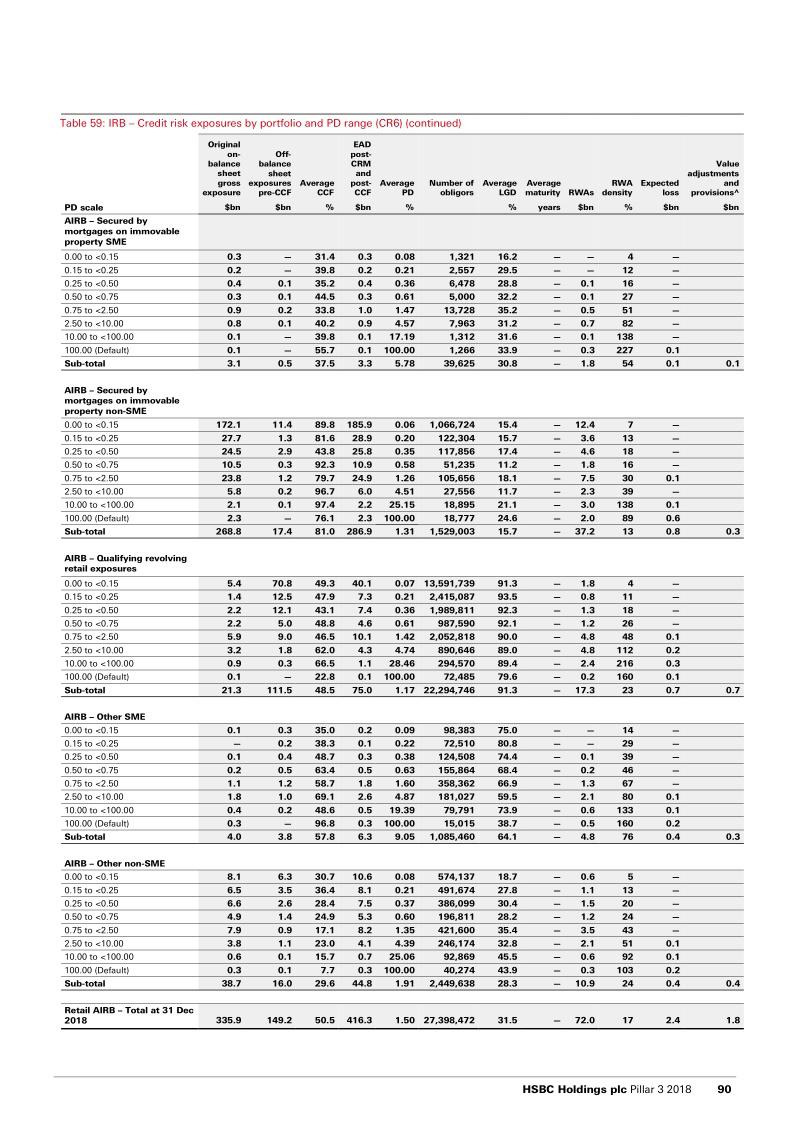 Table 59: IRB – Credit risk exposures by portfolio and PD range (CR6) (continued)
Original on-balance sheet gross exposure Off-balance sheet exposures pre-CCF Average CCF EAD post-CRM and post-CCF Average PD Number of obligors Average LGD Average maturity RWAs RWA density Expected loss Value adjustments and provisions^
PD scale $bn $bn % $bn % % years $bn % $bn $bn
AIRB – Secured by
mortgages on immovable
property SME
0.00 to <0.15 0.3 — 31.4 0.3 0.08 1,321 16.2 — — 4 —
0.15 to <0.25 0.2 — 39.8 0.2 0.21 2,557 29.5 — — 12 —
0.25 to <0.50 0.4 0.1 35.2 0.4 0.36 6,478 28.8 — 0.1 16 —
0.50 to <0.75 0.3 0.1 44.5 0.3 0.61 5,000 32.2 — 0.1 27 —
0.75 to <2.50 0.9 0.2 33.8 1.0 1.47 13,728 35.2 — 0.5 51 —
2.50 to <10.00 0.8 0.1 40.2 0.9 4.57 7,963 31.2 — 0.7 82 —
10.00 to <100.00 0.1 — 39.8 0.1 17.19 1,312 31.6 — 0.1 138 —
100.00 (Default) 0.1 — 55.7 0.1 100.00 1,266 33.9 — 0.3 227 0.1
Sub-total 3.1 0.5 37.5 3.3 5.78 39,625 30.8 — 1.8 54 0.1 0.1
AIRB – Secured by
mortgages on immovable
property non-SME
0.00 to <0.15 172.1 11.4 89.8 185.9 0.06 1,066,724 15.4 — 12.4 7 —
0.15 to <0.25 27.7 1.3 81.6 28.9 0.20 122,304 15.7 — 3.6 13 —
0.25 to <0.50 24.5 2.9 43.8 25.8 0.35 117,856 17.4 — 4.6 18 —
0.50 to <0.75 10.5 0.3 92.3 10.9 0.58 51,235 11.2 — 1.8 16 —
0.75 to <2.50 23.8 1.2 79.7 24.9 1.26 105,656 18.1 — 7.5 30 0.1
2.50 to <10.00 5.8 0.2 96.7 6.0 4.51 27,556 11.7 — 2.3 39 —
10.00 to <100.00 2.1 0.1 97.4 2.2 25.15 18,895 21.1 — 3.0 138 0.1
100.00 (Default) 2.3 — 76.1 2.3 100.00 18,777 24.6 — 2.0 89 0.6
Sub-total 268.8 17.4 81.0 286.9 1.31 1,529,003 15.7 — 37.2 13 0.8 0.3
AIRB – Qualifying revolving
retail exposures
0.00 to <0.15 5.4 70.8 49.3 40.1 0.07 13,591,739 91.3 — 1.8 4 —
0.15 to <0.25 1.4 12.5 47.9 7.3 0.21 2,415,087 93.5 — 0.8 11 —
0.25 to <0.50 2.2 12.1 43.1 7.4 0.36 1,989,811 92.3 — 1.3 18 —
0.50 to <0.75 2.2 5.0 48.8 4.6 0.61 987,590 92.1 — 1.2 26 —
0.75 to <2.50 5.9 9.0 46.5 10.1 1.42 2,052,818 90.0 — 4.8 48 0.1
2.50 to <10.00 3.2 1.8 62.0 4.3 4.74 890,646 89.0 — 4.8 112 0.2
10.00 to <100.00 0.9 0.3 66.5 1.1 28.46 294,570 89.4 — 2.4 216 0.3
100.00 (Default) 0.1 — 22.8 0.1 100.00 72,485 79.6 — 0.2 160 0.1
Sub-total 21.3 111.5 48.5 75.0 1.17 22,294,746 91.3 — 17.3 23 0.7 0.7
AIRB – Other SME
0.00 to <0.15 0.1 0.3 35.0 0.2 0.09 98,383 75.0 — — 14 —
0.15 to <0.25 — 0.2 38.3 0.1 0.22 72,510 80.8 — — 29 —
0.25 to <0.50 0.1 0.4 48.7 0.3 0.38 124,508 74.4 — 0.1 39 —
0.50 to <0.75 0.2 0.5 63.4 0.5 0.63 155,864 68.4 — 0.2 46 —
0.75 to <2.50 1.1 1.2 58.7 1.8 1.60 358,362 66.9 — 1.3 67 —
2.50 to <10.00 1.8 1.0 69.1 2.6 4.87 181,027 59.5 — 2.1 80 0.1
10.00 to <100.00 0.4 0.2 48.6 0.5 19.39 79,791 73.9 — 0.6 133 0.1
100.00 (Default) 0.3 — 96.8 0.3 100.00 15,015 38.7 — 0.5 160 0.2
Sub-total 4.0 3.8 57.8 6.3 9.05 1,085,460 64.1 — 4.8 76 0.4 0.3
AIRB – Other non-SME
0.00 to <0.15 8.1 6.3 30.7 10.6 0.08 574,137 18.7 — 0.6 5 —
0.15 to <0.25 6.5 3.5 36.4 8.1 0.21 491,674 27.8 — 1.1 13 —
0.25 to <0.50 6.6 2.6 28.4 7.5 0.37 386,099 30.4 — 1.5 20 —
0.50 to <0.75 4.9 1.4 24.9 5.3 0.60 196,811 28.2 — 1.2 24 —
0.75 to <2.50 7.9 0.9 17.1 8.2 1.35 421,600 35.4 — 3.5 43 —
2.50 to <10.00 3.8 1.1 23.0 4.1 4.39 246,174 32.8 — 2.1 51 0.1
10.00 to <100.00 0.6 0.1 15.7 0.7 25.06 92,869 45.5 — 0.6 92 0.1
100.00 (Default) 0.3 0.1 7.7 0.3 100.00 40,274 43.9 — 0.3 103 0.2
Sub-total 38.7 16.0 29.6 44.8 1.91 2,449,638 28.3 — 10.9 24 0.4 0.4
Retail AIRB – Total at 31 Dec
2018 335.9 149.2 50.5 416.3 1.50 27,398,472 31.5 — 72.0 17 2.4 1.8
HSBC Holdings plc Pillar 3 2018 90